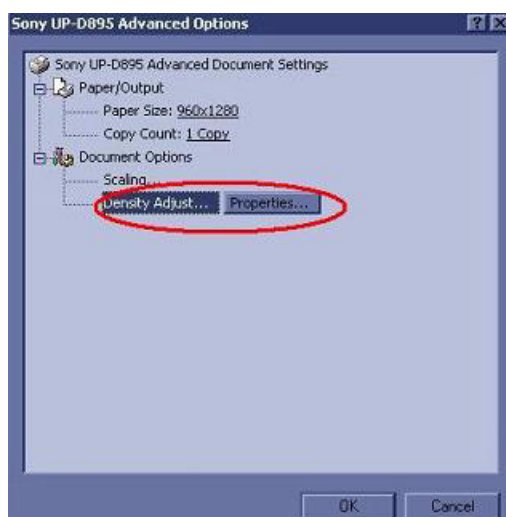 Sony UP-D895 Advanced Options
Sony UP-D895 Advanced Document Settings
Paper/Output
Paper Size: 960x1280
Copy Count: 1 Copy
Document Options
Scaling...
Density Adjust... Properties...
OK Cancel